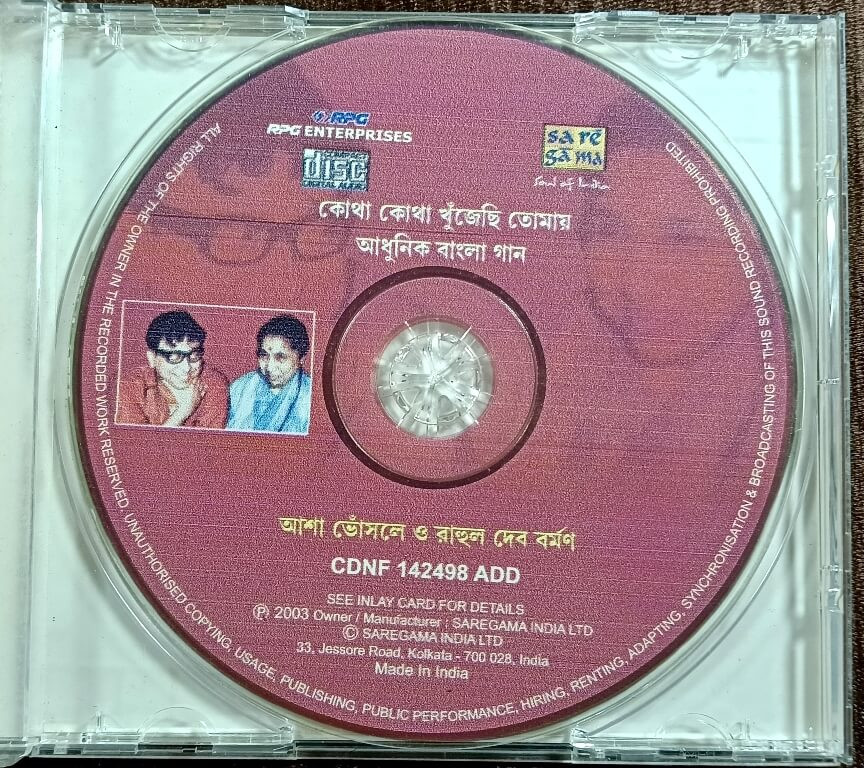 RPG
RPG ENTERPRISES
sa re
ga ma
Soul of India
COMPACT
disc
DIGITAL AUDIO
কোথা কোথা খুঁজেছি তোমায়
আধুনিক বাংলা গান
আশা ভোঁসলে ও রাহুল দেব বর্মণ
CDNF 142498 ADD
SEE INLAY CARD FOR DETAILS
Ⓟ 2003 Owner / Manufacturer : SAREGAMA INDIA LTD
© SAREGAMA INDIA LTD
33, Jessore Road, Kolkata - 700 028, India
Made in India
ALL RIGHTS OF THE OWNER IN THE RECORDED WORK RESERVED. UNAUTHORISED COPYING, USAGE, PUBLISHING, PUBLIC PERFORMANCE, HIRING, RENTING, ADAPTING, SYNCHRONISATION & BROADCASTING OF THIS SOUND RECORDING PROHIBITED